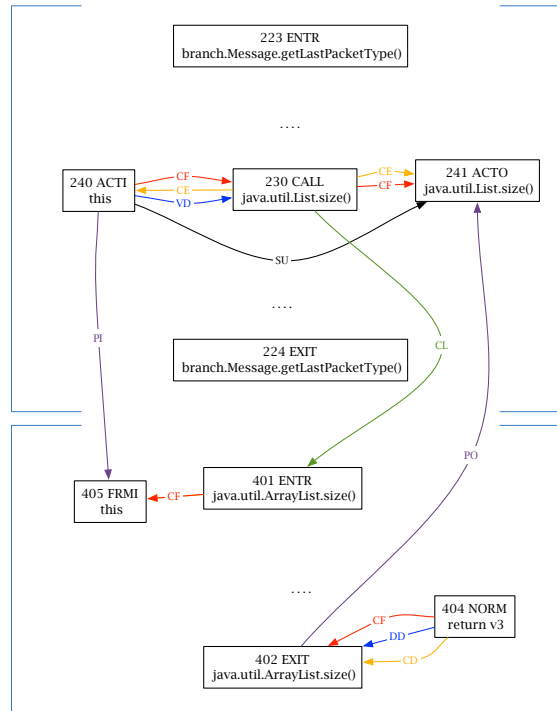 223 ENTR
branch.Message.getLastPacketType()
....
240 ACTI
this
CF
CE
VD
230 CALL
java.util.List.size()
CE
CF
241 ACTO
java.util.List.size()
SU
....
PI
224 EXIT
branch.Message.getLastPacketType()
CL
PO
405 FRMI
this
CF
401 ENTR
java.util.ArrayList.size()
....
404 NORM
return v3
CF
DD
CD
402 EXIT
java.util.ArrayList.size()